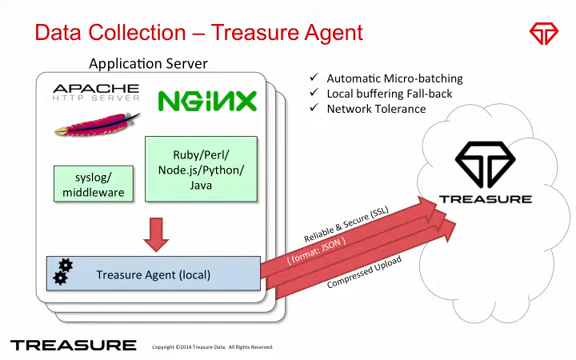 Data Collection – Treasure Agent
Application Server
APACHE
HTTP SERVER
NGiNX
syslog/
middleware
Ruby/Perl/
Node.js/Python/
Java
Treasure Agent (local)
✓ Automatic Micro-batching
✓ Local buffering Fall-back
✓ Network Tolerance
Reliable & Secure (SSL)
{ format: JSON }
Compressed Upload
TREASURE
TREASURE
Copyright ©2014 Treasure Data. All Rights Reserved.